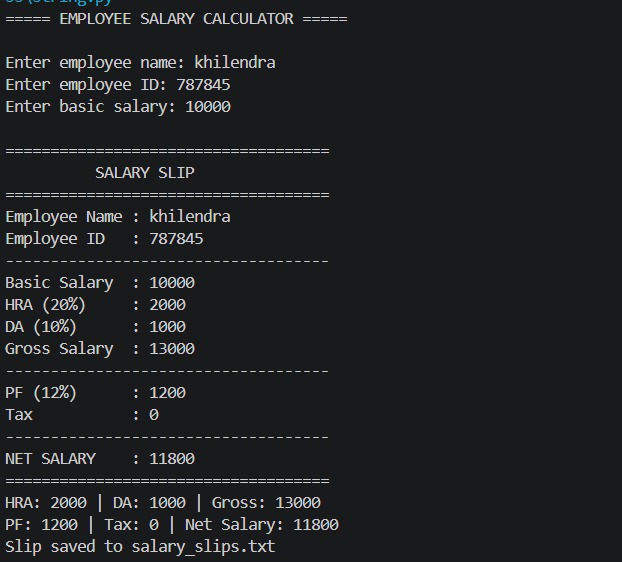 \String.py
===== EMPLOYEE SALARY CALCULATOR =====
Enter employee name: khilendra
Enter employee ID: 787845
Enter basic salary: 10000
====================================
SALARY SLIP
====================================
Employee Name : khilendra
Employee ID   : 787845
------------------------------------
Basic Salary  : 10000
HRA (20%)     : 2000
DA (10%)      : 1000
Gross Salary  : 13000
------------------------------------
PF (12%)      : 1200
Tax           : 0
------------------------------------
NET SALARY    : 11800
====================================
HRA: 2000 | DA: 1000 | Gross: 13000
PF: 1200 | Tax: 0 | Net Salary: 11800
Slip saved to salary_slips.txt